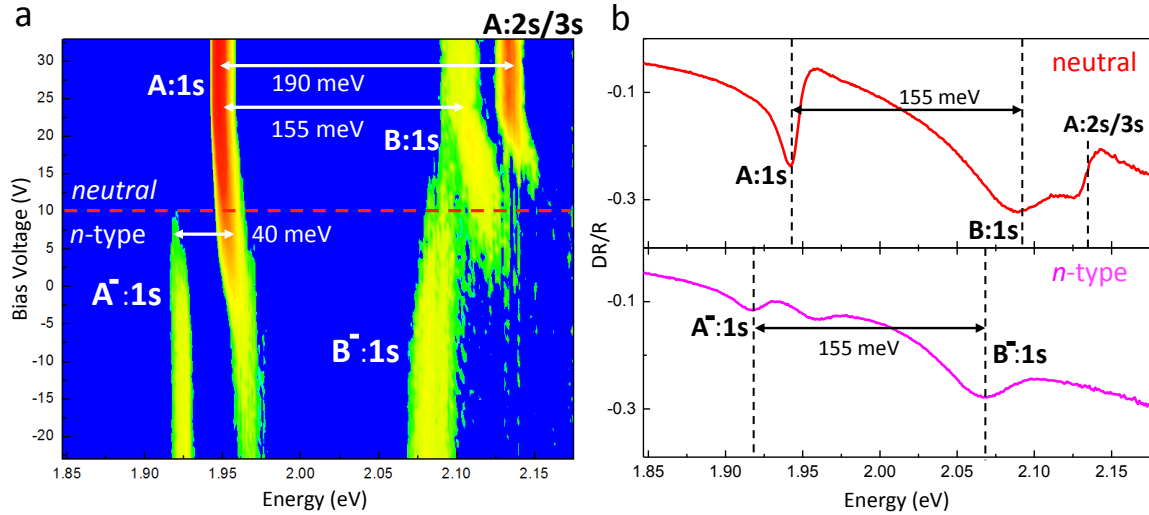 a
A:2s/3s
A:1s
190 meV
155 meV
B:1s
neutral
n-type
40 meV
A⁻:1s
B⁻:1s
Bias Voltage (V)
30
25
20
15
10
5
0
-5
-10
-15
-20
1.85 1.90 1.95 2.00 2.05 2.10 2.15
Energy (eV)
b
neutral
155 meV
A:2s/3s
A:1s
B:1s
-0.1
-0.3
DR/R
n-type
A⁻:1s
155 meV
B⁻:1s
-0.1
-0.3
1.85 1.90 1.95 2.00 2.05 2.10 2.15
Energy (eV)